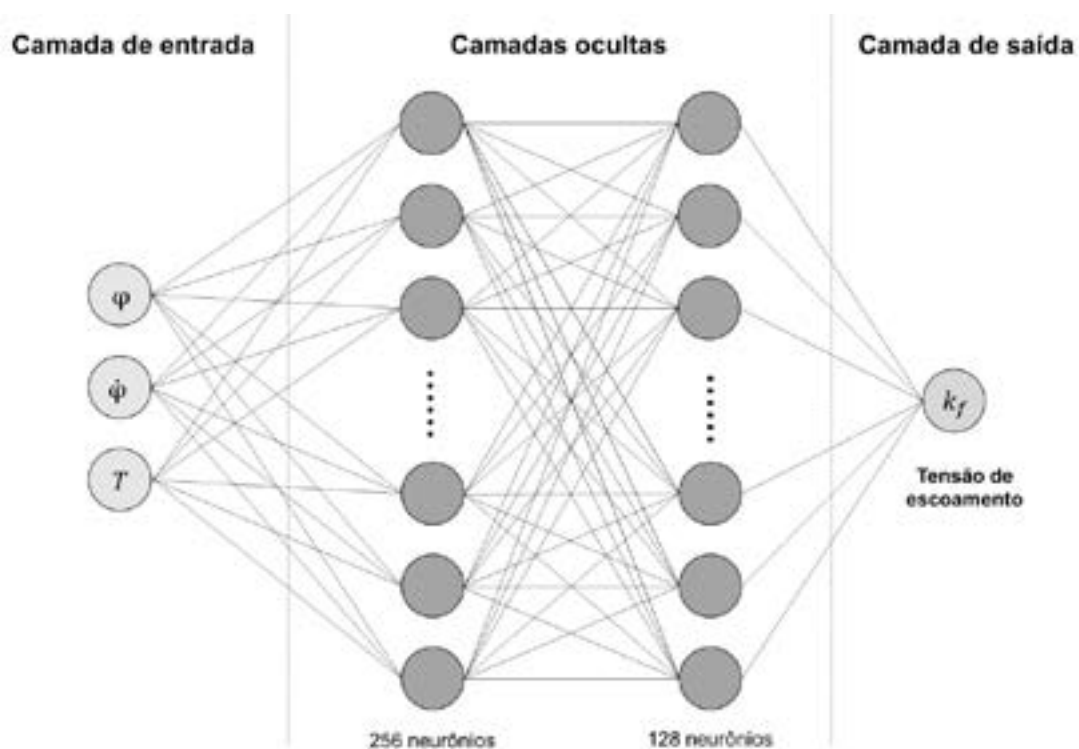 Camada de entrada
Camadas ocultas
Camada de saída
φ
φ̇
T
k_f
Tensão de
escoamento
256 neurônios
128 neurônios